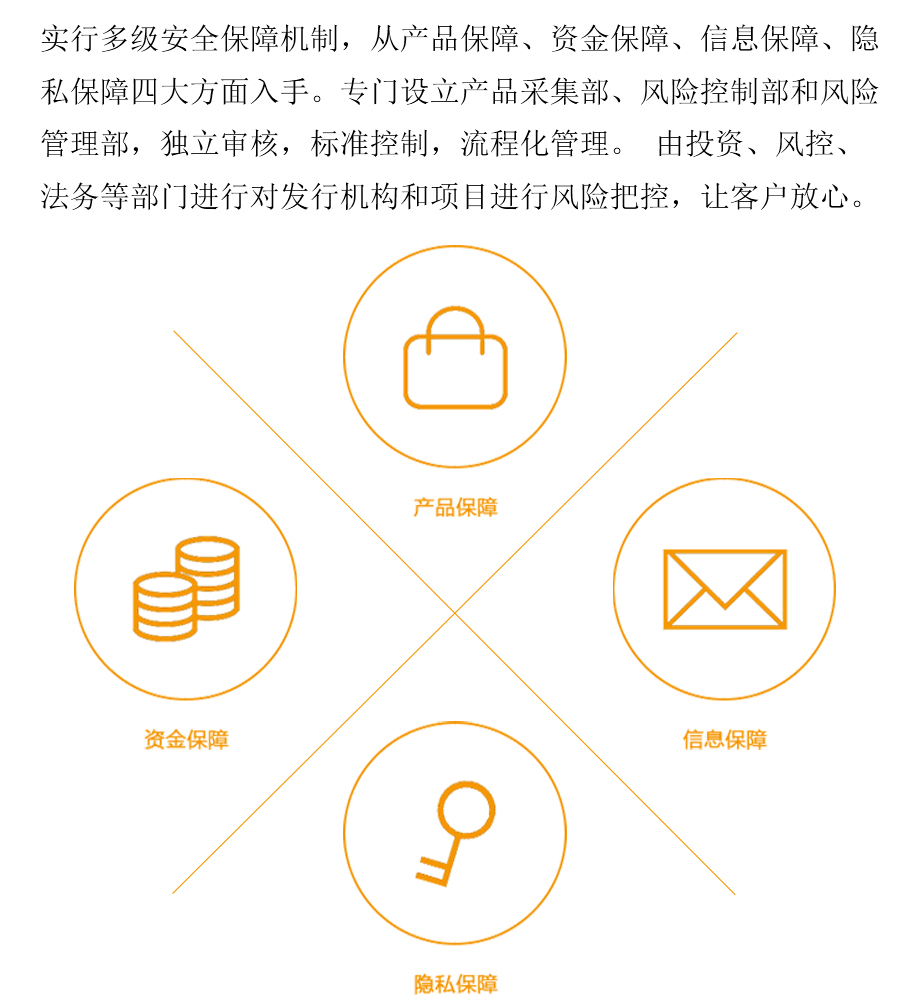 实行多级安全保障机制，从产品保障、资金保障、信息保障、隐
私保障四大方面入手。专门设立产品采集部、风险控制部和风险
管理部，独立审核，标准控制，流程化管理。 由投资、风控、
法务等部门进行对发行机构和项目进行风险把控，让客户放心。
产品保障
资金保障
信息保障
隐私保障